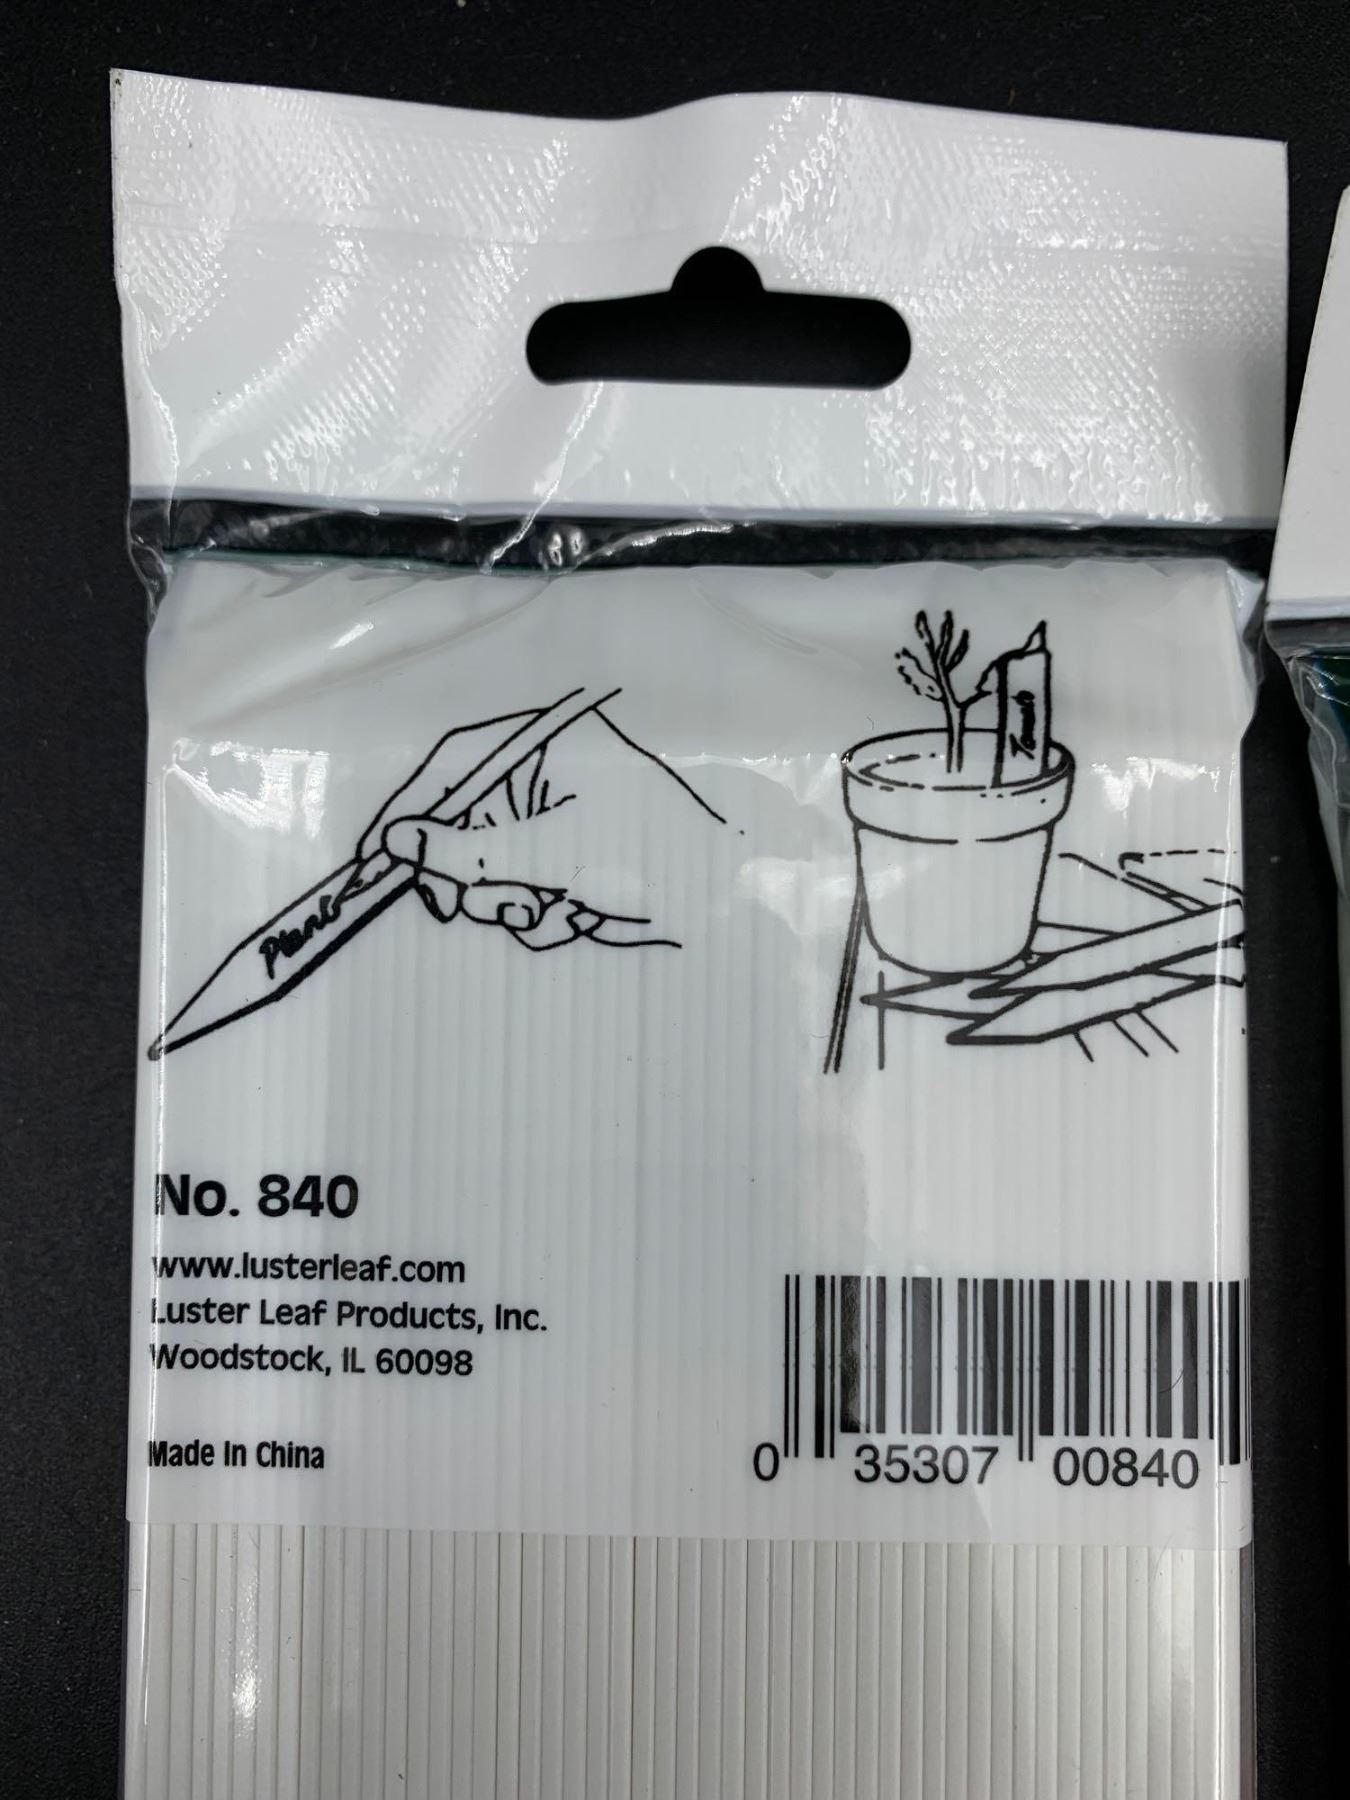 Plant
Tomato
No. 840
www.lusterleaf.com
Luster Leaf Products, Inc.
Woodstock, IL 60098
Made In China
0 35307 00840